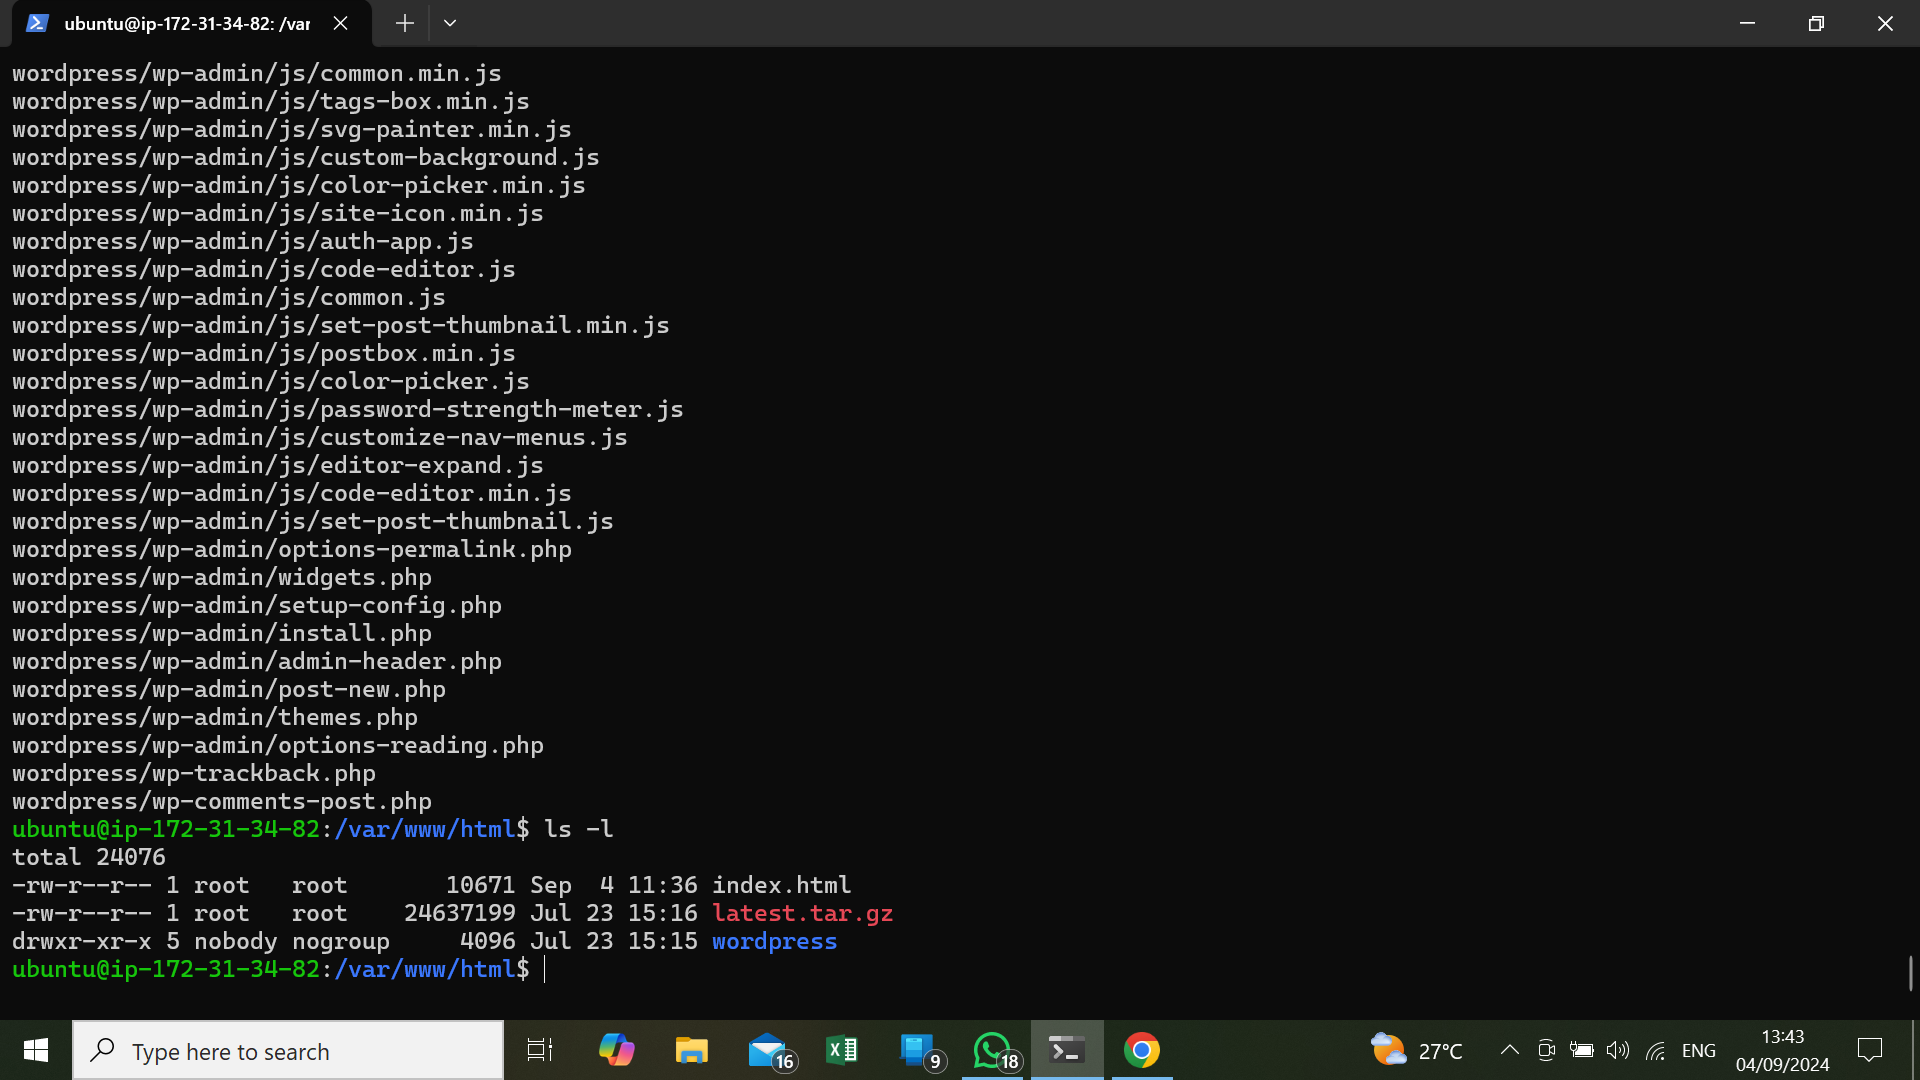 ubuntu@ip-172-31-34-82: /var
wordpress/wp-admin/js/common.min.js
wordpress/wp-admin/js/tags-box.min.js
wordpress/wp-admin/js/svg-painter.min.js
wordpress/wp-admin/js/custom-background.js
wordpress/wp-admin/js/color-picker.min.js
wordpress/wp-admin/js/site-icon.min.js
wordpress/wp-admin/js/auth-app.js
wordpress/wp-admin/js/code-editor.js
wordpress/wp-admin/js/common.js
wordpress/wp-admin/js/set-post-thumbnail.min.js
wordpress/wp-admin/js/postbox.min.js
wordpress/wp-admin/js/color-picker.js
wordpress/wp-admin/js/password-strength-meter.js
wordpress/wp-admin/js/customize-nav-menus.js
wordpress/wp-admin/js/editor-expand.js
wordpress/wp-admin/js/code-editor.min.js
wordpress/wp-admin/js/set-post-thumbnail.js
wordpress/wp-admin/options-permalink.php
wordpress/wp-admin/widgets.php
wordpress/wp-admin/setup-config.php
wordpress/wp-admin/install.php
wordpress/wp-admin/admin-header.php
wordpress/wp-admin/post-new.php
wordpress/wp-admin/themes.php
wordpress/wp-admin/options-reading.php
wordpress/wp-trackback.php
wordpress/wp-comments-post.php
ubuntu@ip-172-31-34-82:/var/www/html$ ls -l
total 24076
-rw-r--r-- 1 root   root       10671 Sep  4 11:36 index.html
-rw-r--r-- 1 root   root    24637199 Jul 23 15:16 latest.tar.gz
drwxr-xr-x 5 nobody nogroup     4096 Jul 23 15:15 wordpress
ubuntu@ip-172-31-34-82:/var/www/html$
Type here to search
16
9
18
27°C
ENG
13:43
04/09/2024